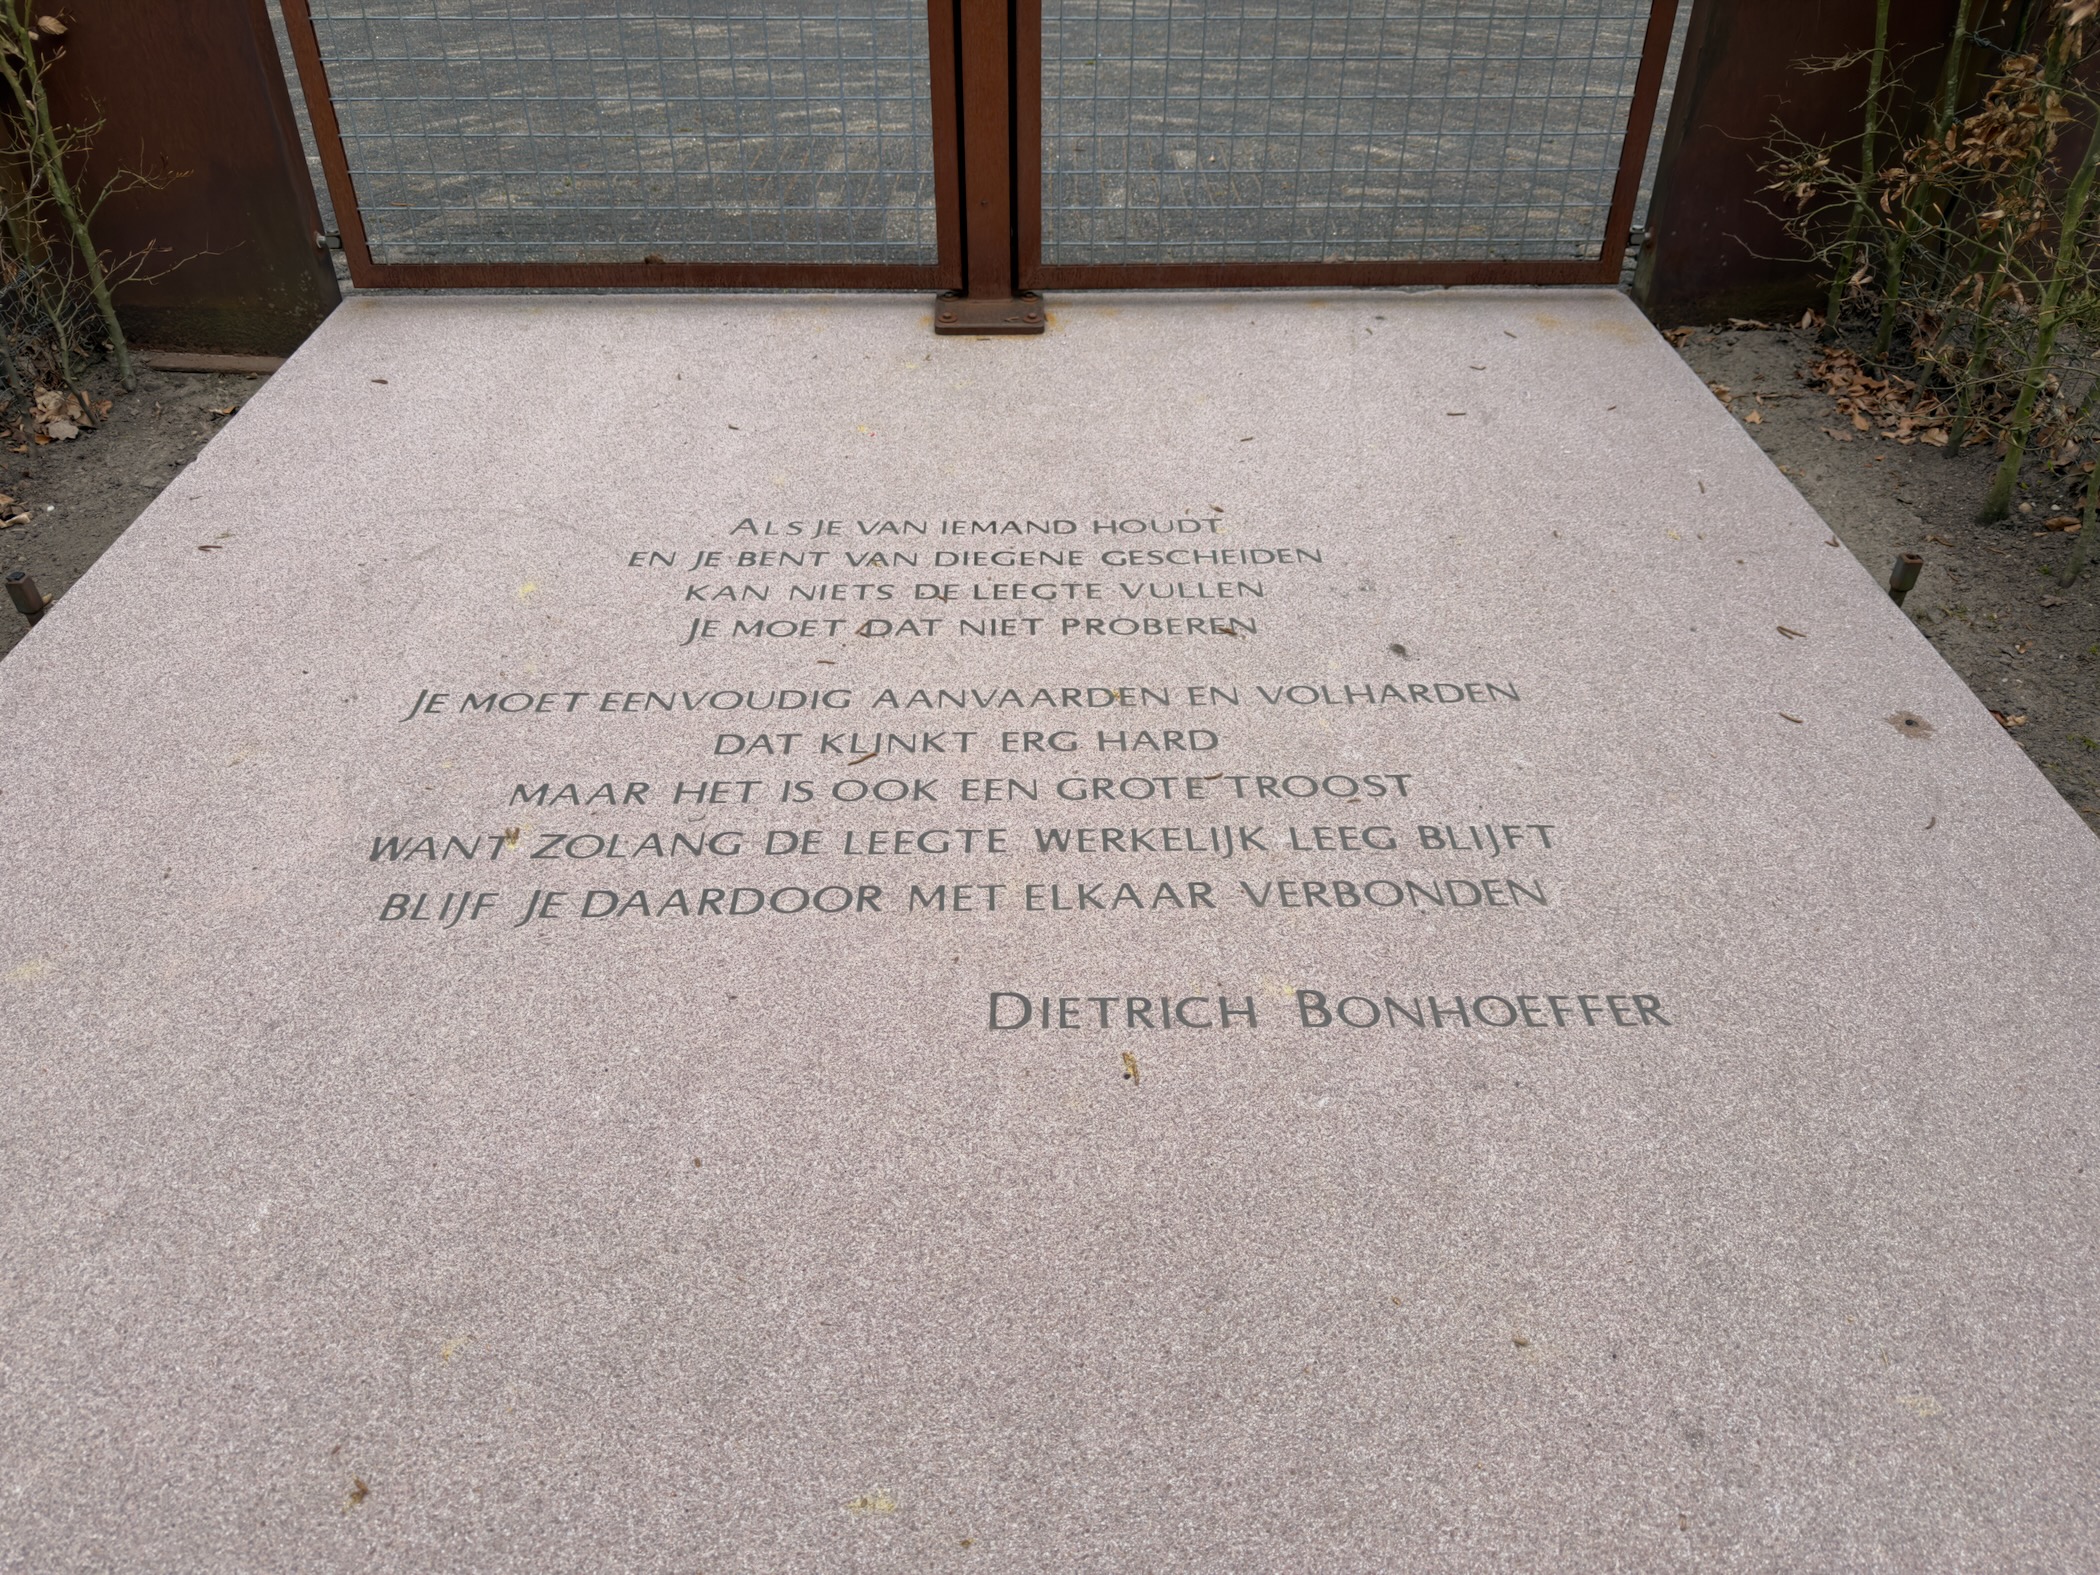 Als je van iemand houdt
en je bent van diegene gescheiden
kan niets de leegte vullen
je moet dat niet proberen
Je moet eenvoudig aanvaarden en volharden
dat klinkt erg hard
maar het is ook een grote troost
want zolang de leegte werkelijk leeg blijft
blijf je daardoor met elkaar verbonden
Dietrich Bonhoeffer